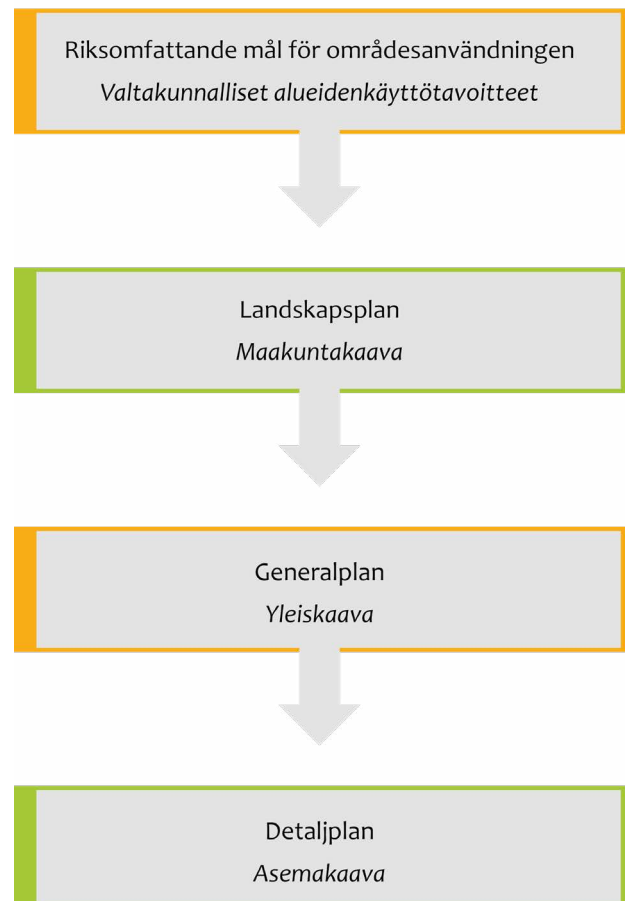 Riksomfattande mål för områdesanvändningen
Valtakunnalliset alueidenkäyttötavoitteet
Landskapsplan
Maakuntakaava
Generalplan
Yleiskaava
Detaljplan
Asemakaava